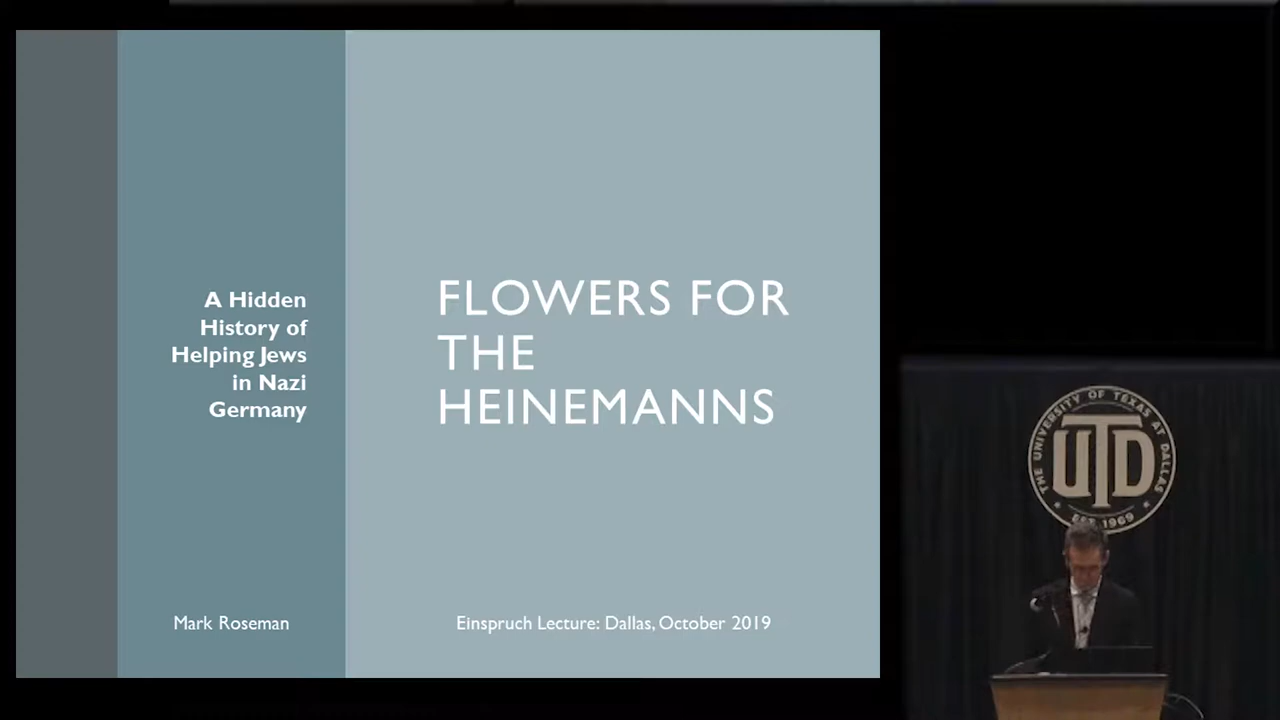 A Hidden
History of
Helping Jews
in Nazi
Germany
FLOWERS FOR
THE
HEINEMANNS
Mark Roseman
Einspruch Lecture: Dallas, October 2019
THE UNIVERSITY OF TEXAS AT DALLAS
UTD
EST. 1969